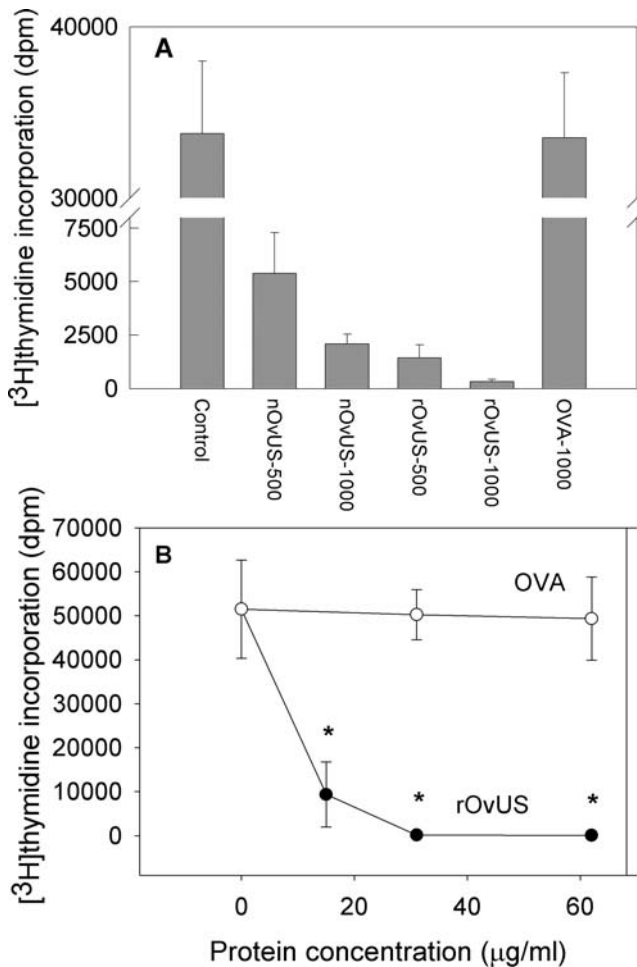 40000
A
30000
7500
5000
2500
0
[³H]thymidine incorporation (dpm)
Control
nOvUS-500
nOvUS-1000
rOvUS-500
rOvUS-1000
OVA-1000
70000
B
60000
OVA
50000
40000
30000
20000
*
10000
* *
rOvUS
0
[³H]thymidine incorporation (dpm)
0 20 40 60
Protein concentration (μg/ml)